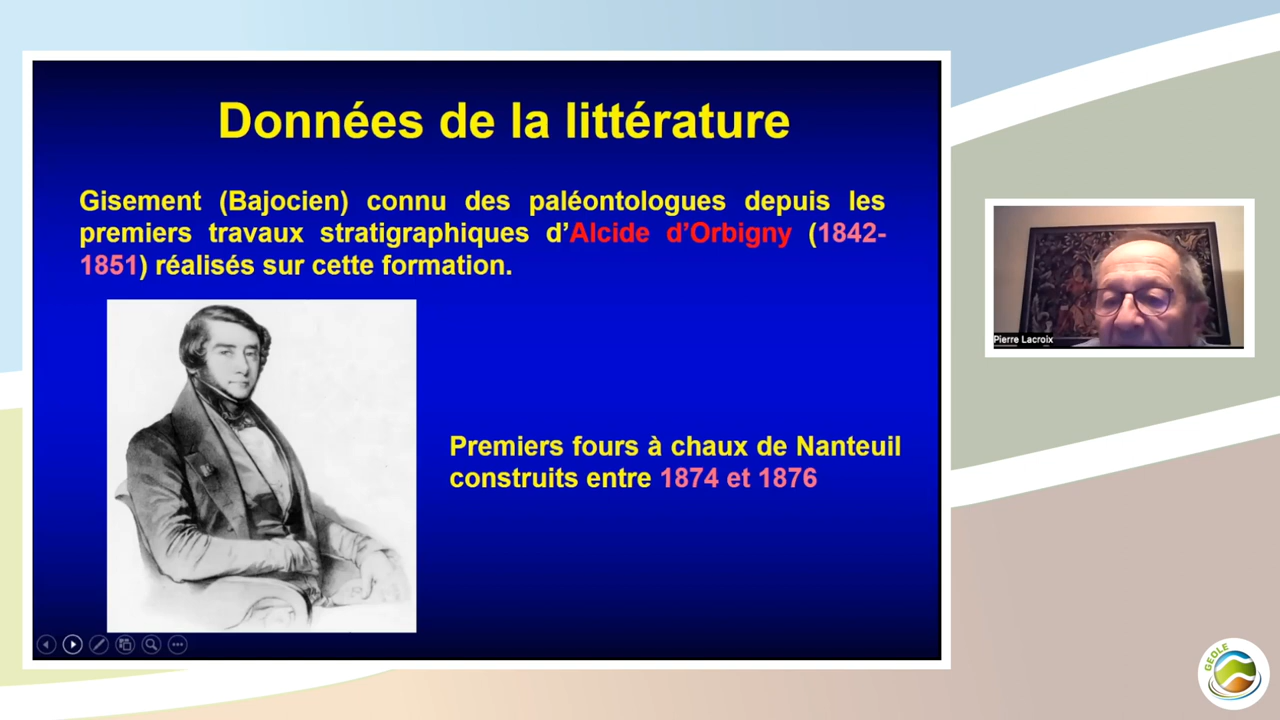 Données de la littérature
Gisement (Bajocien) connu des paléontologues depuis les
premiers travaux stratigraphiques d’Alcide d’Orbigny (1842-
1851) réalisés sur cette formation.
Premiers fours à chaux de Nanteuil
construits entre 1874 et 1876
Pierre Lacroix
GEOLE